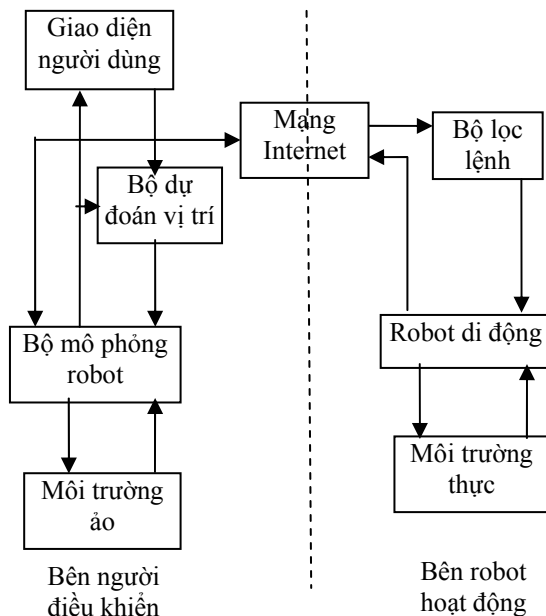 Giao diện
người dùng
Mạng
Internet
Bộ lọc
lệnh
Bộ dự
đoán vị trí
Bộ mô phỏng
robot
Robot di động
Môi trường
ảo
Môi trường
thực
Bên người
điều khiển
Bên robot
hoạt động